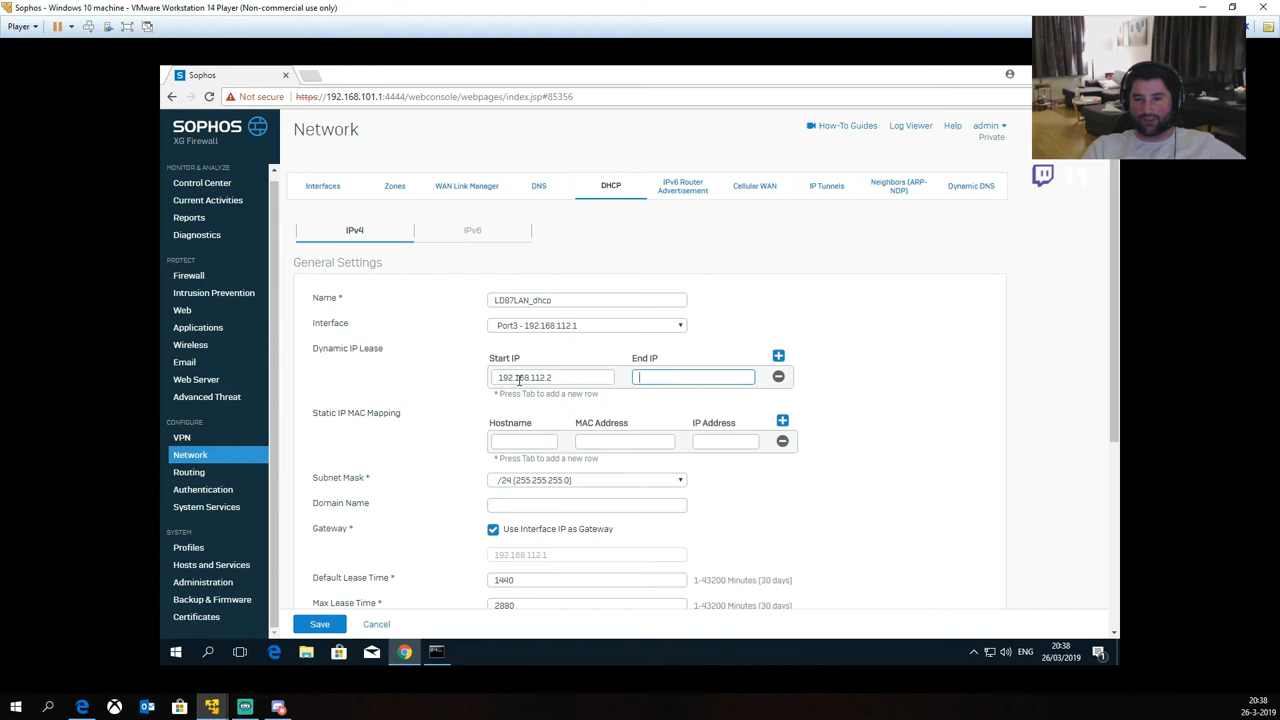 Sophos - Windows 10 machine - VMware Workstation 14 Player (Non-commercial use only)
Player
Sophos
Not secure https://192.168.101.1:4444/webconsole/webpages/index.jsp#85356
SOPHOS
XG Firewall
MONITOR & ANALYZE
Control Center
Current Activities
Reports
Diagnostics
PROTECT
Firewall
Intrusion Prevention
Web
Applications
Wireless
Email
Web Server
Advanced Threat
CONFIGURE
VPN
Network
Routing
Authentication
System Services
SYSTEM
Profiles
Hosts and Services
Administration
Backup & Firmware
Certificates
Network
How-To Guides Log Viewer Help admin
Private
Interfaces Zones WAN Link Manager DNS DHCP IPv6 Router Advertisement Cellular WAN IP Tunnels Neighbors (ARP-NDP) Dynamic DNS
IPv4 IPv6
General Settings
Name * LD87LAN_dhcp
Interface Port3 - 192.168.112.1
Dynamic IP Lease
Start IP End IP
192.168.112.2
* Press Tab to add a new row
Static IP MAC Mapping
Hostname MAC Address IP Address
* Press Tab to add a new row
Subnet Mask * /24 (255.255.255.0)
Domain Name
Gateway * Use Interface IP as Gateway
192.168.112.1
Default Lease Time * 1440 1-43200 Minutes (30 days)
Max Lease Time * 2880 1-43200 Minutes (30 days)
Save Cancel
ENG
20:38
26/03/2019
20:38
26-3-2019